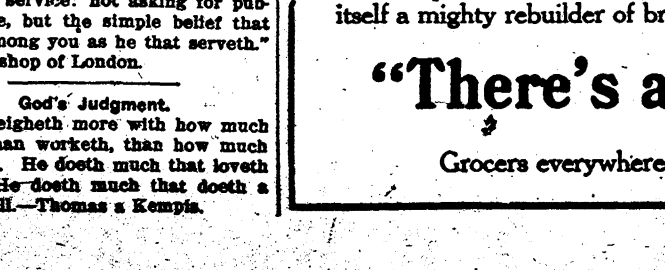 not asking for pub-
e, but the simple belief that
mong you as he that serveth."
shop of London.
God's Judgment.
eigheth more with how much
nan worketh, than how much
. He doeth much that loveth
He doeth much that doeth a
ll.—Thomas a Kempis.
itself a mighty rebuilder of br
"There's a
Grocers everywhere